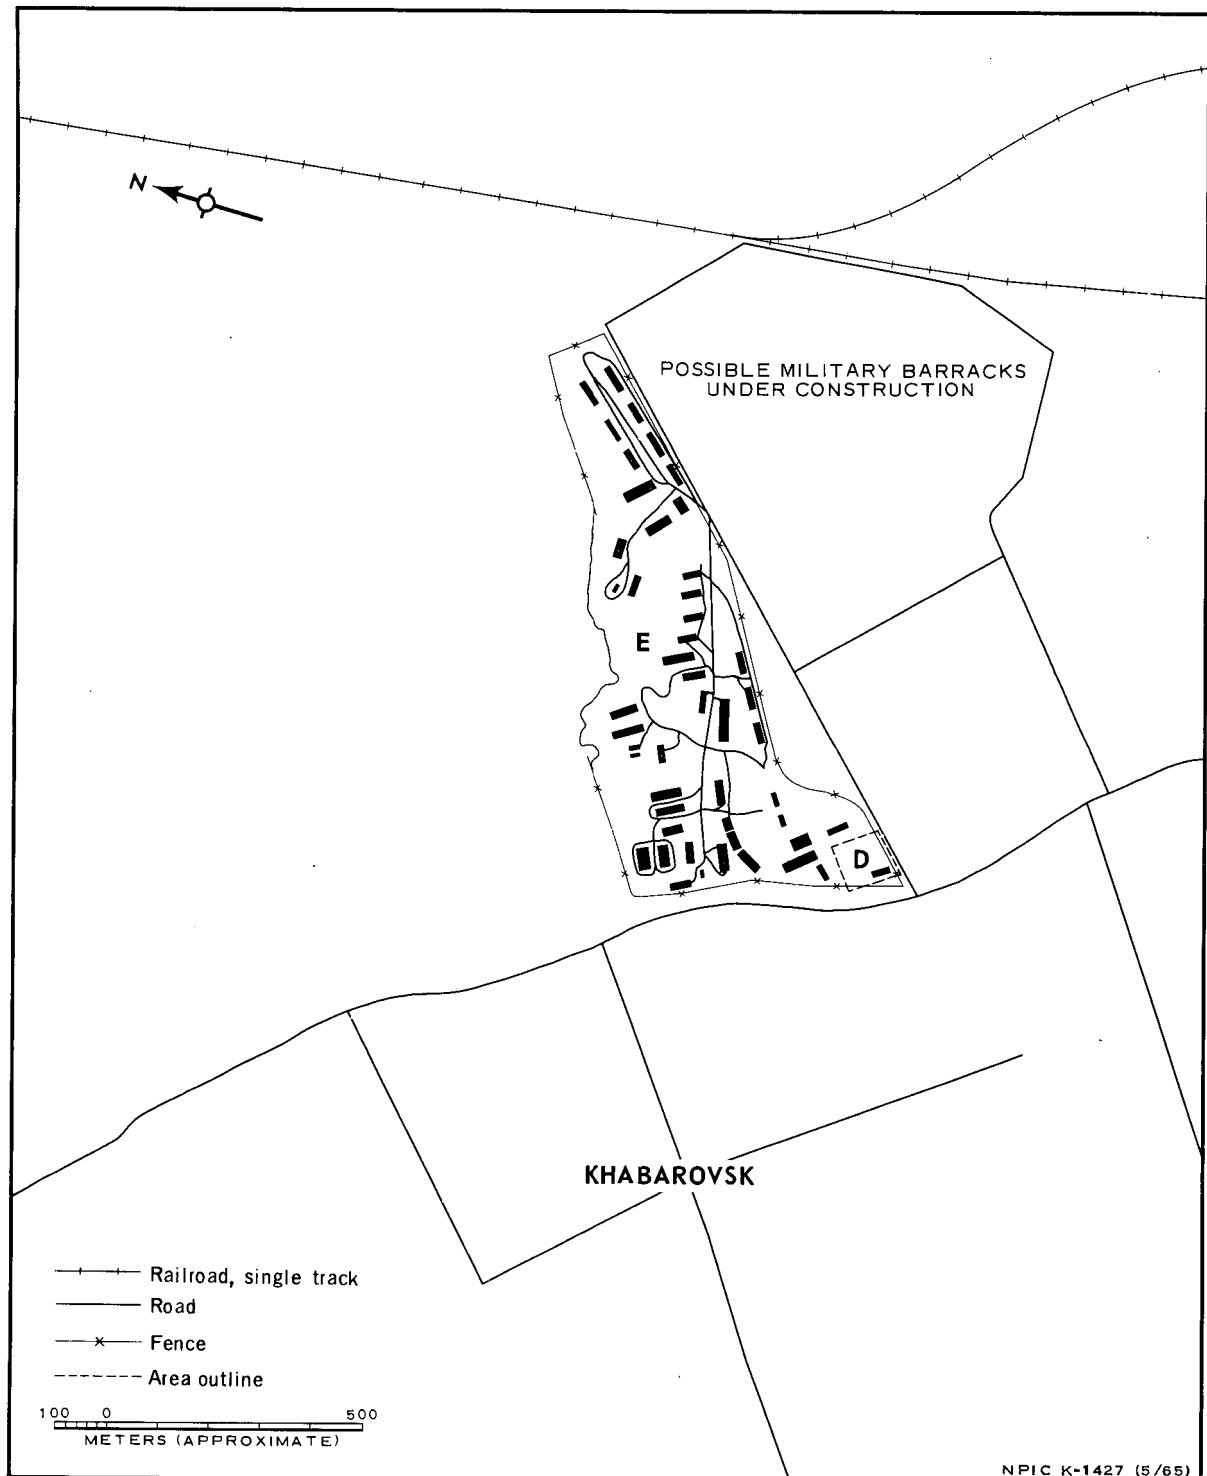 N
POSSIBLE MILITARY BARRACKS
UNDER CONSTRUCTION
E
D
KHABAROVSK
Railroad, single track
Road
Fence
Area outline
100 0 500
METERS (APPROXIMATE)
NPIC K-1427 (5/65)